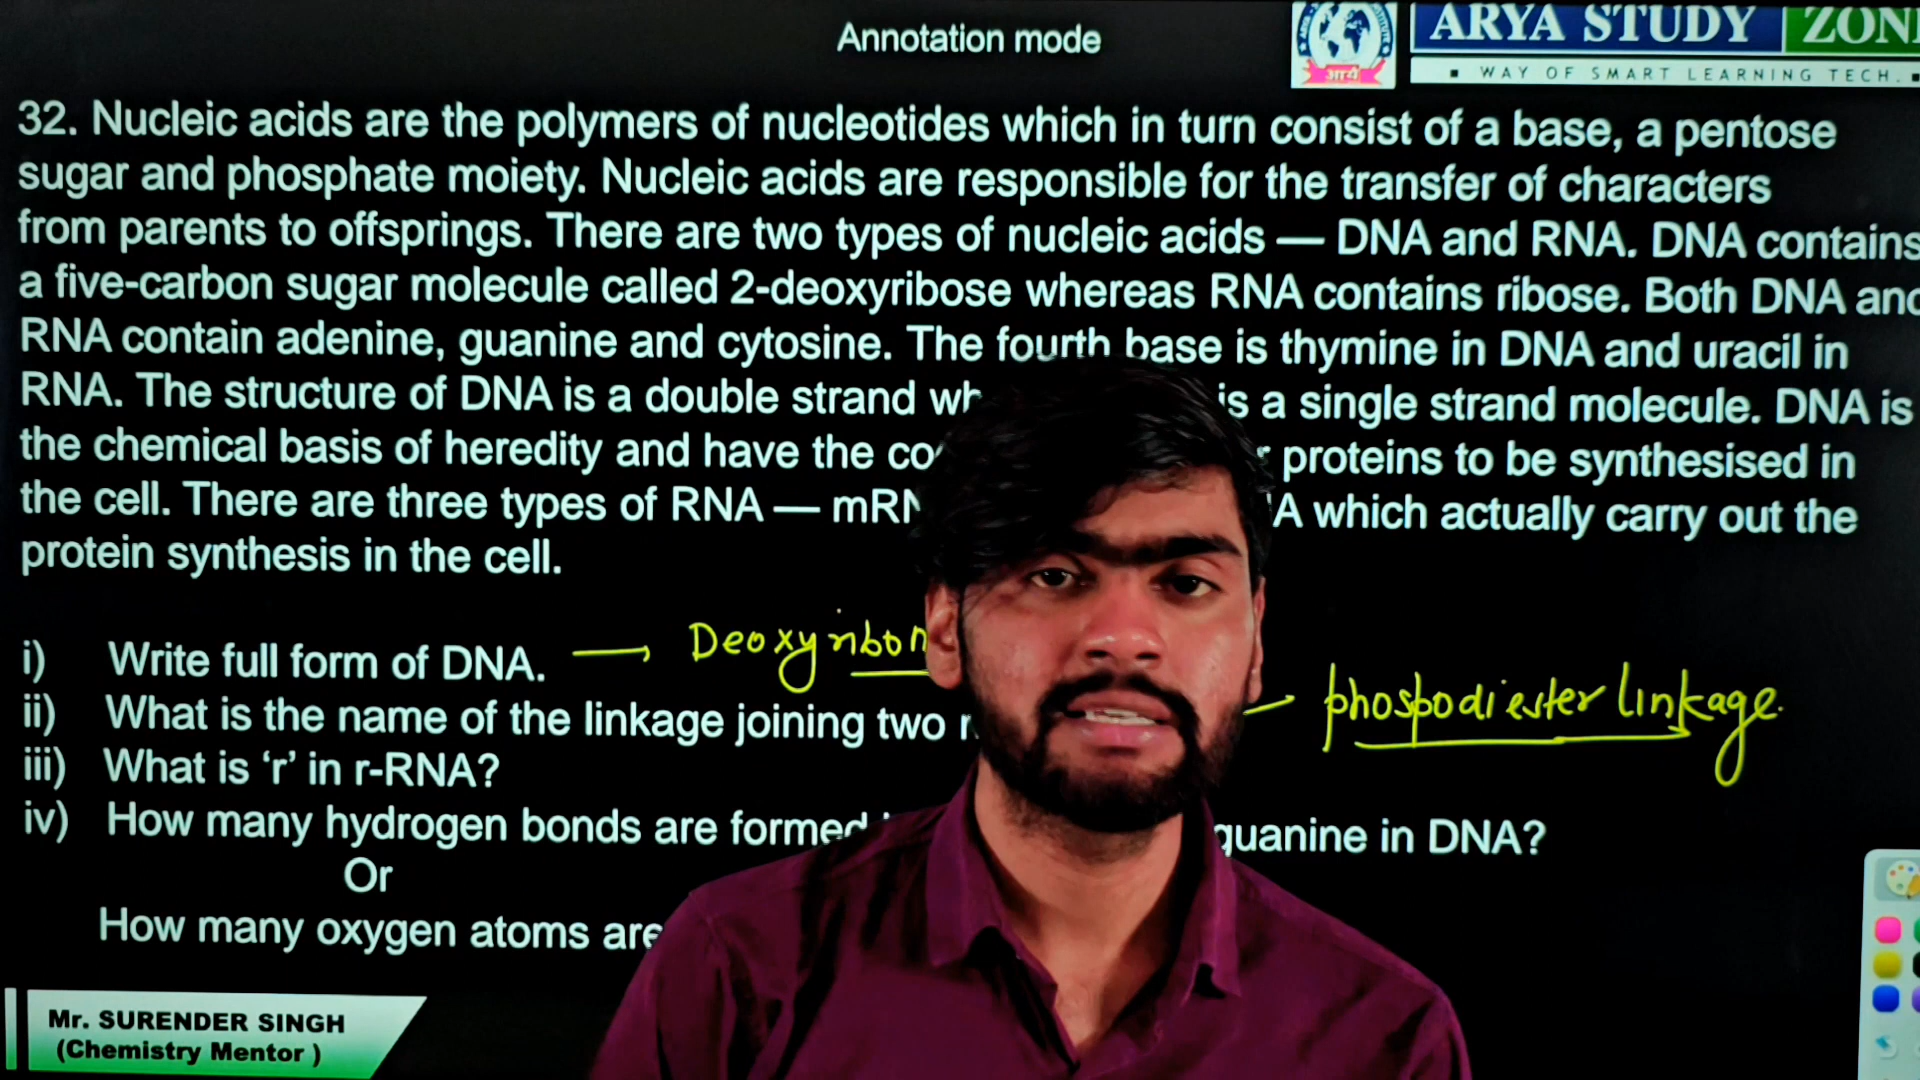 Annotation mode
ARYA STUDY ZON
WAY OF SMART LEARNING TECH.
आर्य
32. Nucleic acids are the polymers of nucleotides which in turn consist of a base, a pentose
sugar and phosphate moiety. Nucleic acids are responsible for the transfer of characters
from parents to offsprings. There are two types of nucleic acids — DNA and RNA. DNA contains
a five-carbon sugar molecule called 2-deoxyribose whereas RNA contains ribose. Both DNA and
RNA contain adenine, guanine and cytosine. The fourth base is thymine in DNA and uracil in
RNA. The structure of DNA is a double strand wh is a single strand molecule. DNA is
the chemical basis of heredity and have the co proteins to be synthesised in
the cell. There are three types of RNA — mRN A which actually carry out the
protein synthesis in the cell.
i) Write full form of DNA. → Deoxyribon
ii) What is the name of the linkage joining two phospodiester linkage.
iii) What is ‘r’ in r-RNA?
iv) How many hydrogen bonds are formed guanine in DNA?
Or
How many oxygen atoms are
Mr. SURENDER SINGH
(Chemistry Mentor )